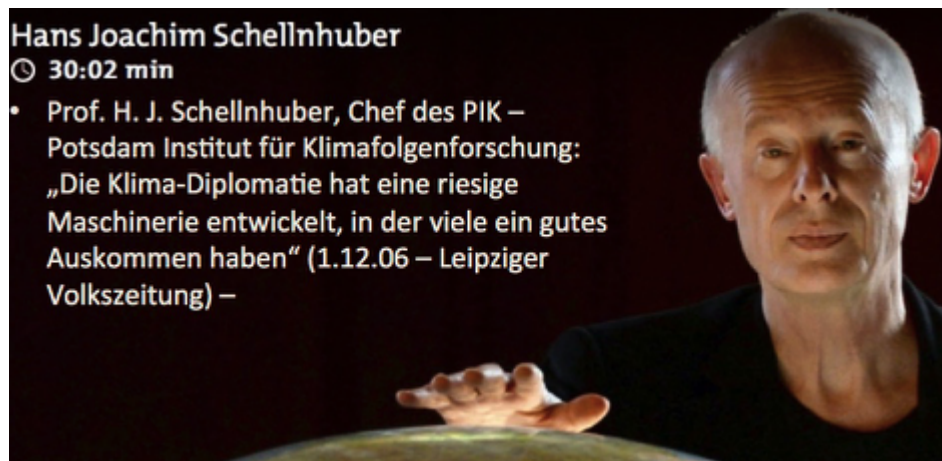 Hans Joachim Schellnhuber
30:02 min
• Prof. H. J. Schellnhuber, Chef des PIK –
Potsdam Institut für Klimafolgenforschung:
„Die Klima-Diplomatie hat eine riesige
Maschinerie entwickelt, in der viele ein gutes
Auskommen haben“ (1.12.06 – Leipziger
Volkszeitung) –